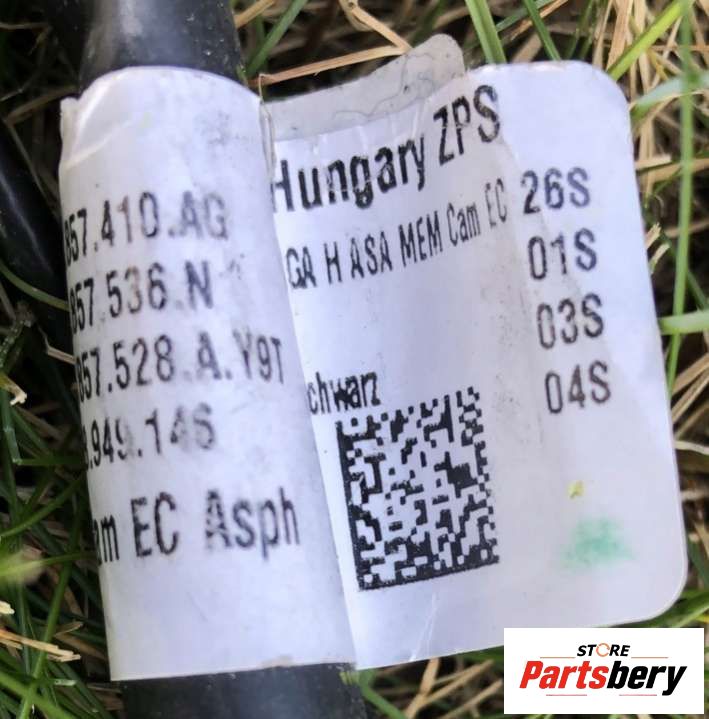 857.410.AG
857.536.N
857.528.A.Y9T
.949.146
am EC Asph
Hungary ZPS
GA H ASA MEM Cam EC 26S
01S
03S
chwarz 04S
STORE
Partsbery